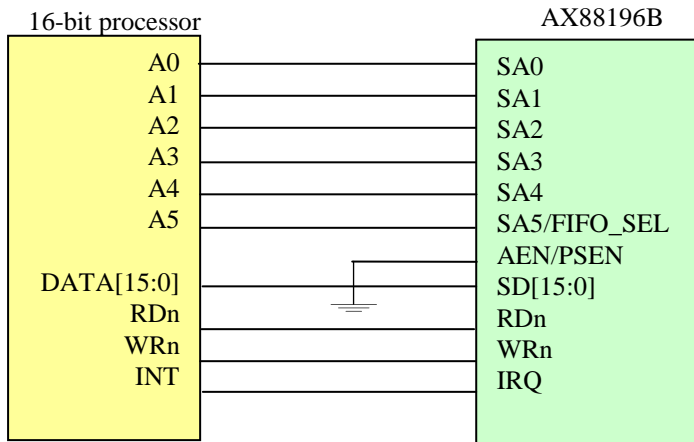 16-bit processor
AX88196B
A0
A1
A2
A3
A4
A5
DATA[15:0]
RDn
WRn
INT
SA0
SA1
SA2
SA3
SA4
SA5/FIFO_SEL
AEN/PSEN
SD[15:0]
RDn
WRn
IRQ